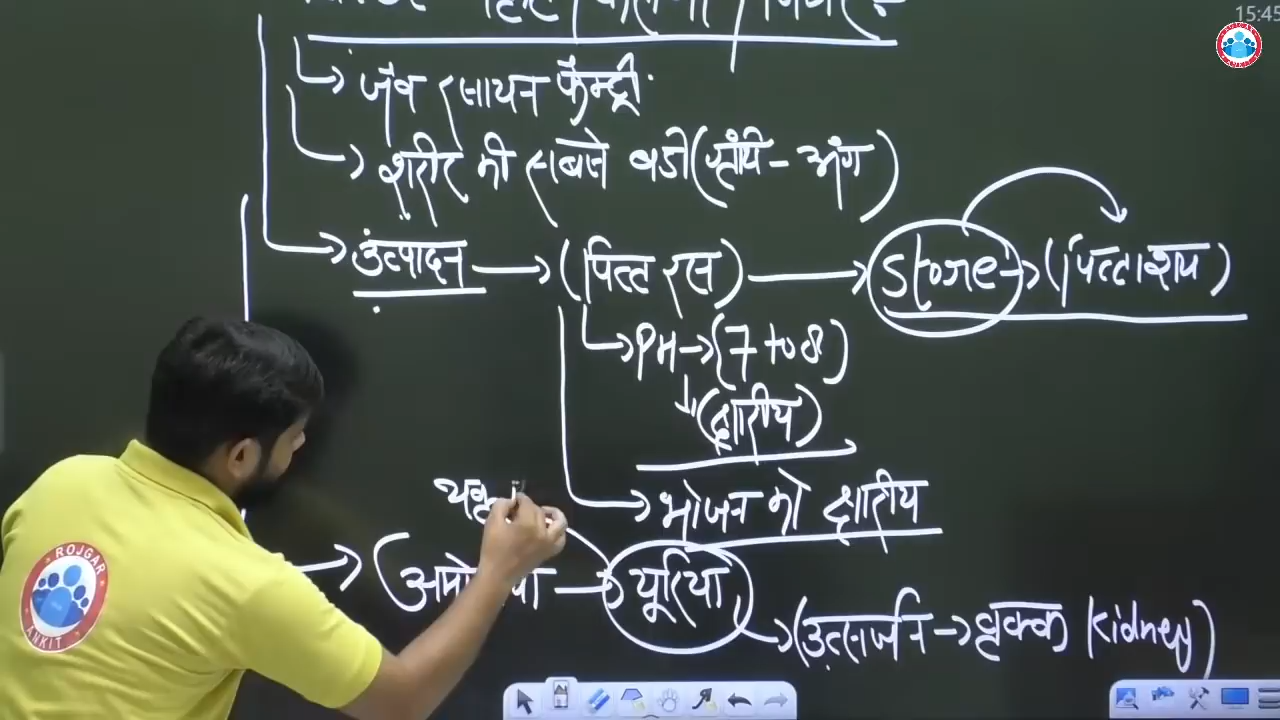 15:45
जैव रसायन फैक्ट्री
शरीर की सबसे बडी (ग्रंथि - अंग)
उत्पादन → (पित्त रस) → Store → (पित्ताशय)
PH → (7 to 8)
(क्षारीय)
भोजन को क्षारीय
यकृ
यूरिया
(उत्सर्जन → वृक्क Kidney)
ROJGAR
ANKIT